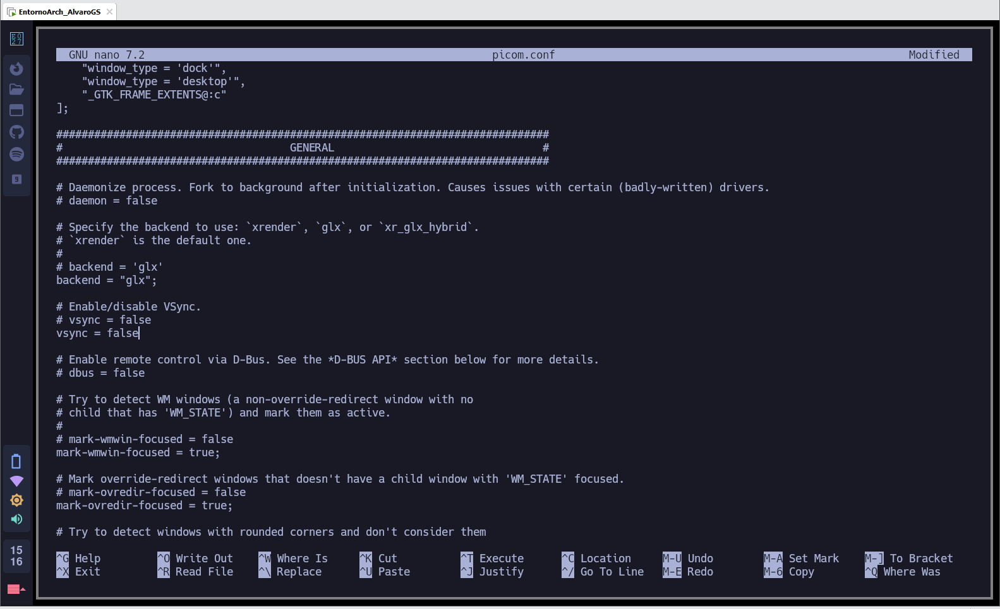 EntornoArch_AlvaroGS
GNU nano 7.2 picom.conf Modified
"window_type = 'dock'",
"window_type = 'desktop'",
"_GTK_FRAME_EXTENTS@:c"
];
##############################################################################
# GENERAL #
##############################################################################
# Daemonize process. Fork to background after initialization. Causes issues with certain (badly-written) drivers.
# daemon = false
# Specify the backend to use: `xrender`, `glx`, or `xr_glx_hybrid`.
# `xrender` is the default one.
#
# backend = 'glx'
backend = "glx";
# Enable/disable VSync.
# vsync = false
vsync = false
# Enable remote control via D-Bus. See the *D-BUS API* section below for more details.
# dbus = false
# Try to detect WM windows (a non-override-redirect window with no
# child that has 'WM_STATE') and mark them as active.
#
# mark-wmwin-focused = false
mark-wmwin-focused = true;
# Mark override-redirect windows that doesn't have a child window with 'WM_STATE' focused.
# mark-ovredir-focused = false
mark-ovredir-focused = true;
# Try to detect windows with rounded corners and don't consider them
^G Help ^O Write Out ^W Where Is ^K Cut ^T Execute ^C Location M-U Undo M-A Set Mark M-] To Bracket
^X Exit ^R Read File ^\ Replace ^U Paste ^J Justify ^/ Go To Line M-E Redo M-6 Copy ^Q Where Was
9
15
16